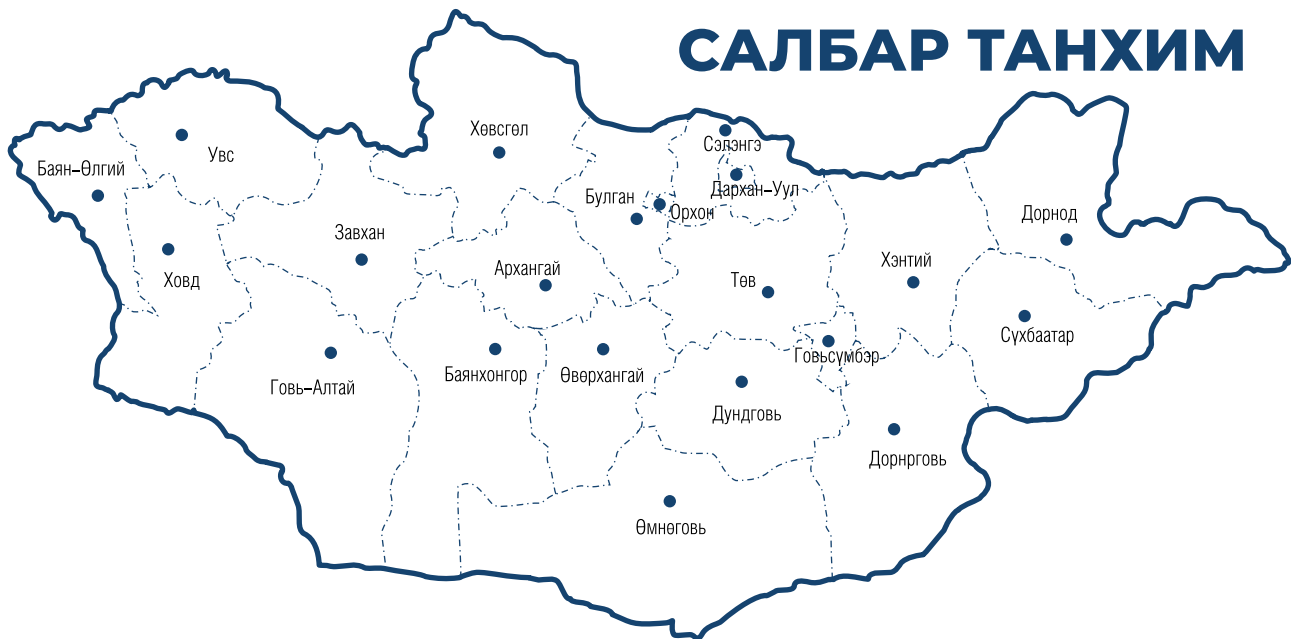 САЛБАР ТАНХИМ
Хөвсгөл
Сэлэнгэ
Увс
Баян-Өлгий
Дархан-Уул
Булган
Орхон
Дорнод
Завхан
Хэнтий
Архангай
Ховд
Төв
Сүхбаатар
Говьсүмбэр
Баянхонгор
Өвөрхангай
Говь-Алтай
Дундговь
Дорнрговь
Өмнөговь